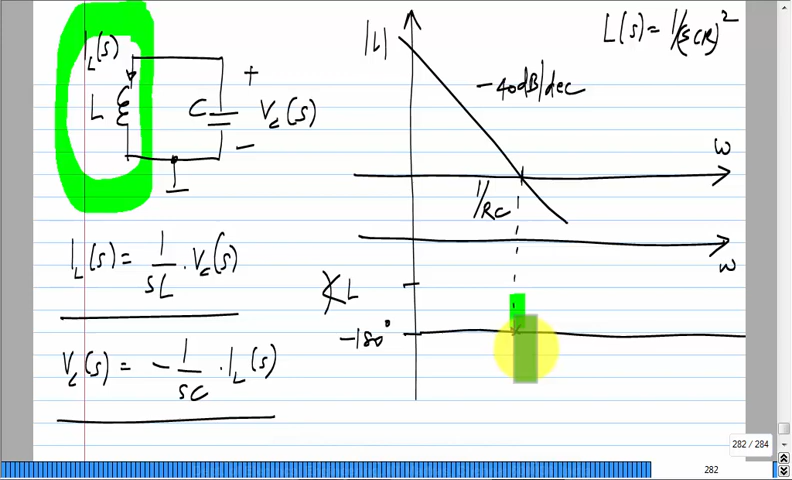 I_L(s)
L
C
+
V_c(s)
−
I_L(s) = 1/sL . V_c(s)
V_c(s) = − 1/sC . I_L(s)
|L|
L(s) = 1/(sCR)^2
−40dB/dec
ω
1/RC
ω
∠L
−180°
282 / 284
282